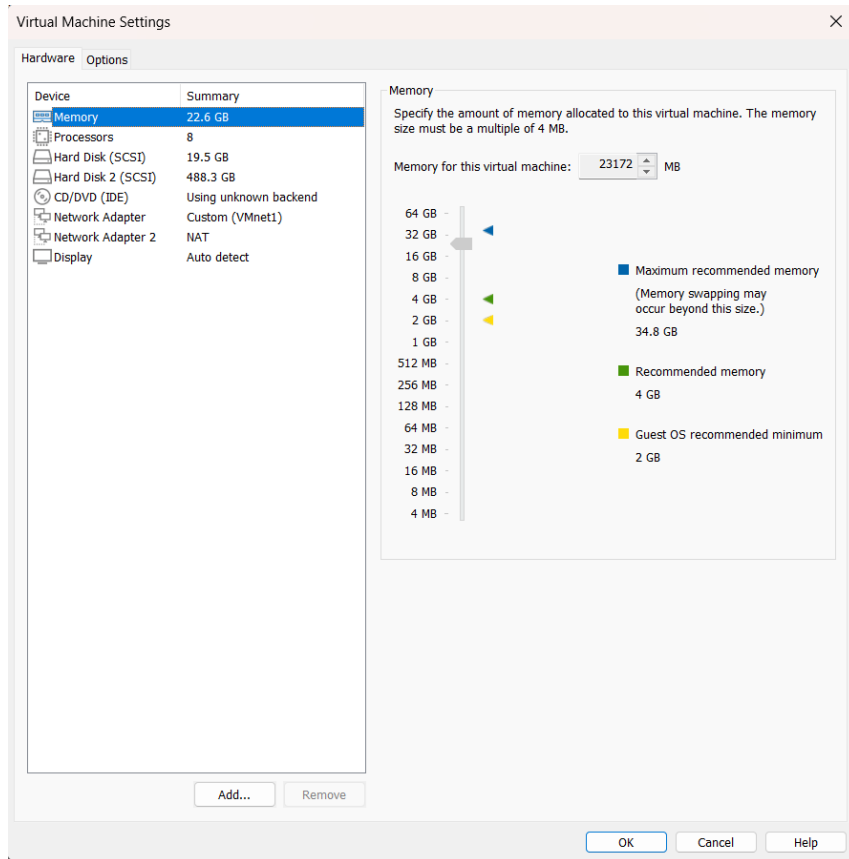 Virtual Machine Settings
Hardware Options
Device Summary
Memory 22.6 GB
Processors 8
Hard Disk (SCSI) 19.5 GB
Hard Disk 2 (SCSI) 488.3 GB
CD/DVD (IDE) Using unknown backend
Network Adapter Custom (VMnet1)
Network Adapter 2 NAT
Display Auto detect
Add... Remove
Memory
Specify the amount of memory allocated to this virtual machine. The memory
size must be a multiple of 4 MB.
Memory for this virtual machine: 23172 MB
64 GB
32 GB
16 GB
8 GB
4 GB
2 GB
1 GB
512 MB
256 MB
128 MB
64 MB
32 MB
16 MB
8 MB
4 MB
Maximum recommended memory
(Memory swapping may
occur beyond this size.)
34.8 GB
Recommended memory
4 GB
Guest OS recommended minimum
2 GB
OK Cancel Help